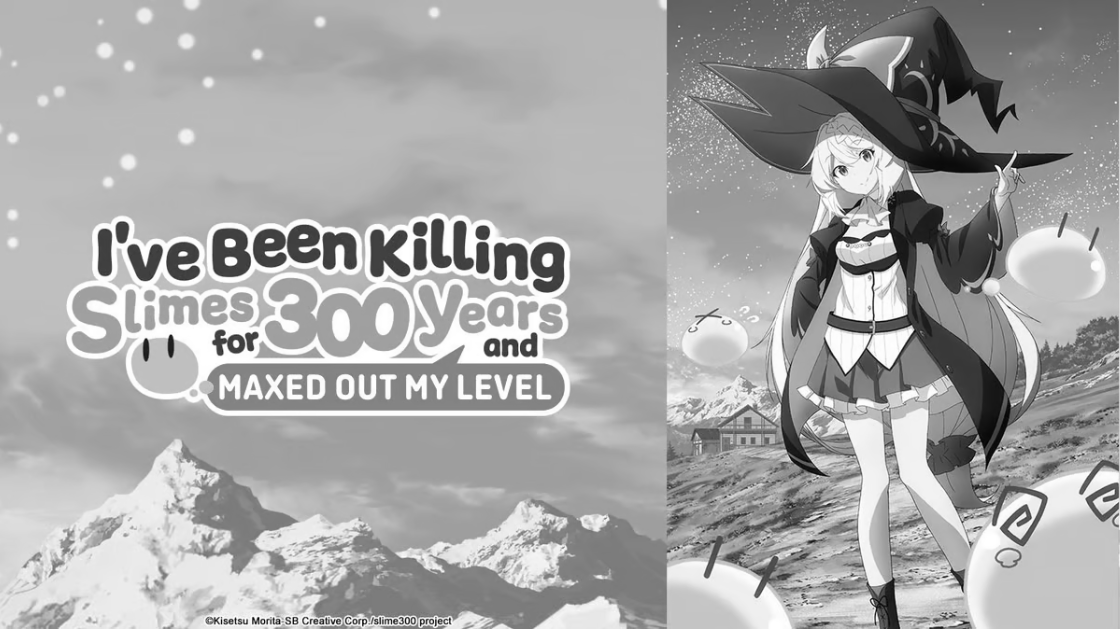 I've Been Killing
Slimes for 300 Years and
MAXED OUT MY LEVEL
©Kisetsu Morita SB Creative Corp./slime300 project